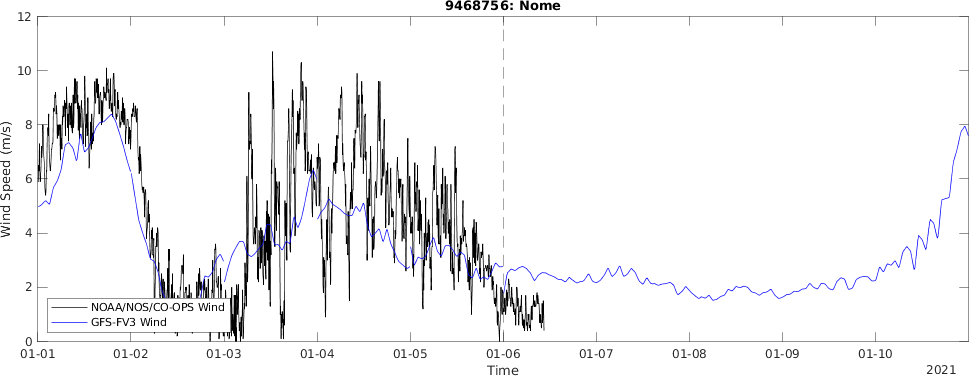 9468756: Nome
12
10
8
6
4
2
0
Wind Speed (m/s)
NOAA/NOS/CO-OPS Wind
GFS-FV3 Wind
01-01 01-02 01-03 01-04 01-05 01-06 01-07 01-08 01-09 01-10
Time
2021